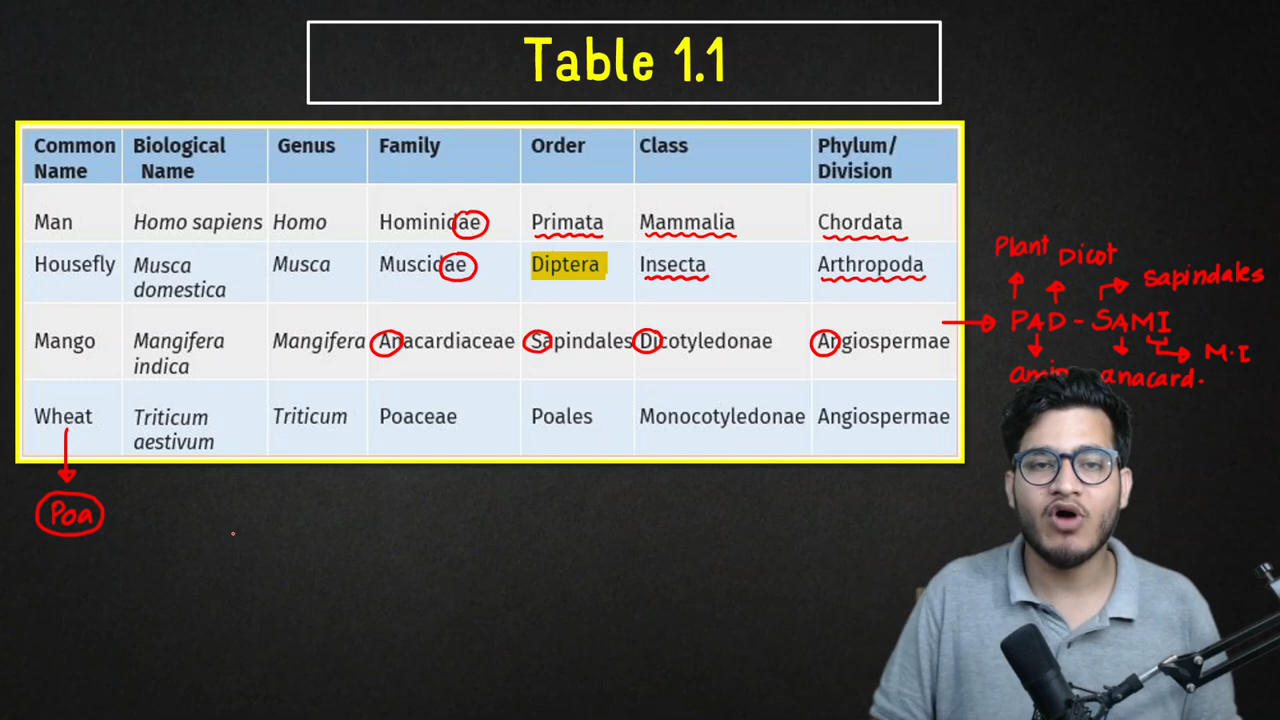 Table 1.1
Common Name Biological Name Genus Family Order Class Phylum/ Division
Man Homo sapiens Homo Hominidae Primata Mammalia Chordata
Housefly Musca domestica Musca Muscidae Diptera Insecta Arthropoda
Mango Mangifera indica Mangifera Anacardiaceae Sapindales Dicotyledonae Angiospermae
Wheat Triticum aestivum Triticum Poaceae Poales Monocotyledonae Angiospermae
Plant Dicot Sapindales
PAD - SAMI
M.I
anacard.
Poa